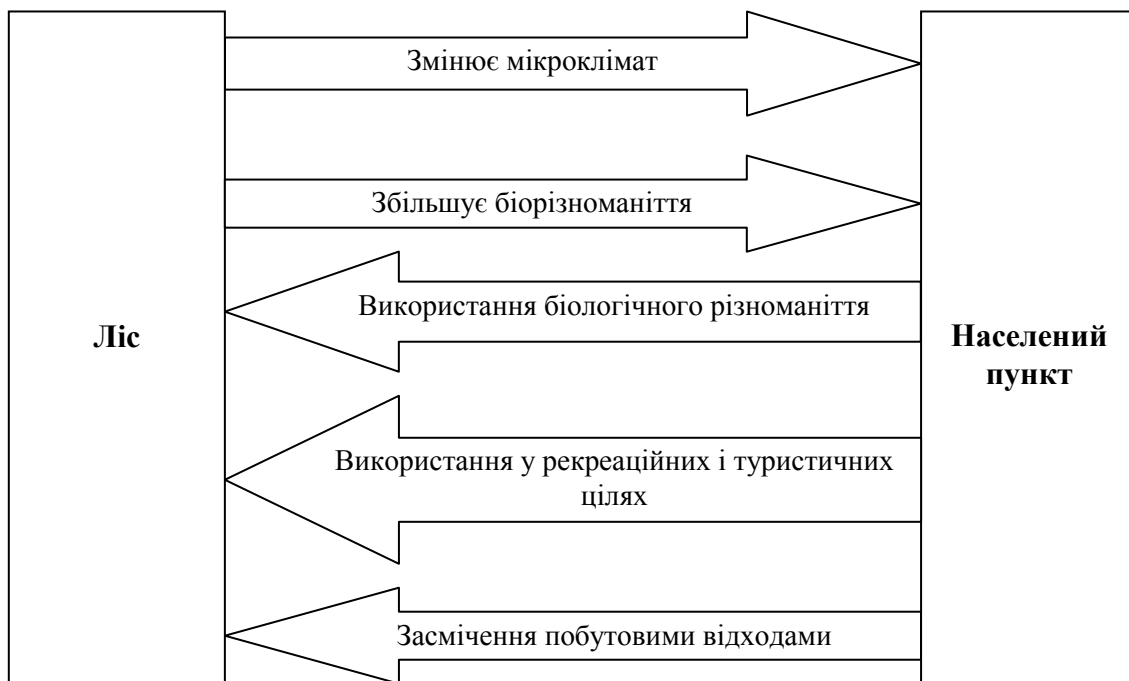 Змінює мікроклімат
Збільшує біорізноманіття
Використання біологічного різноманіття
Ліс
Населений
пункт
Використання у рекреаційних і туристичних
цілях
Засмічення побутовими відходами